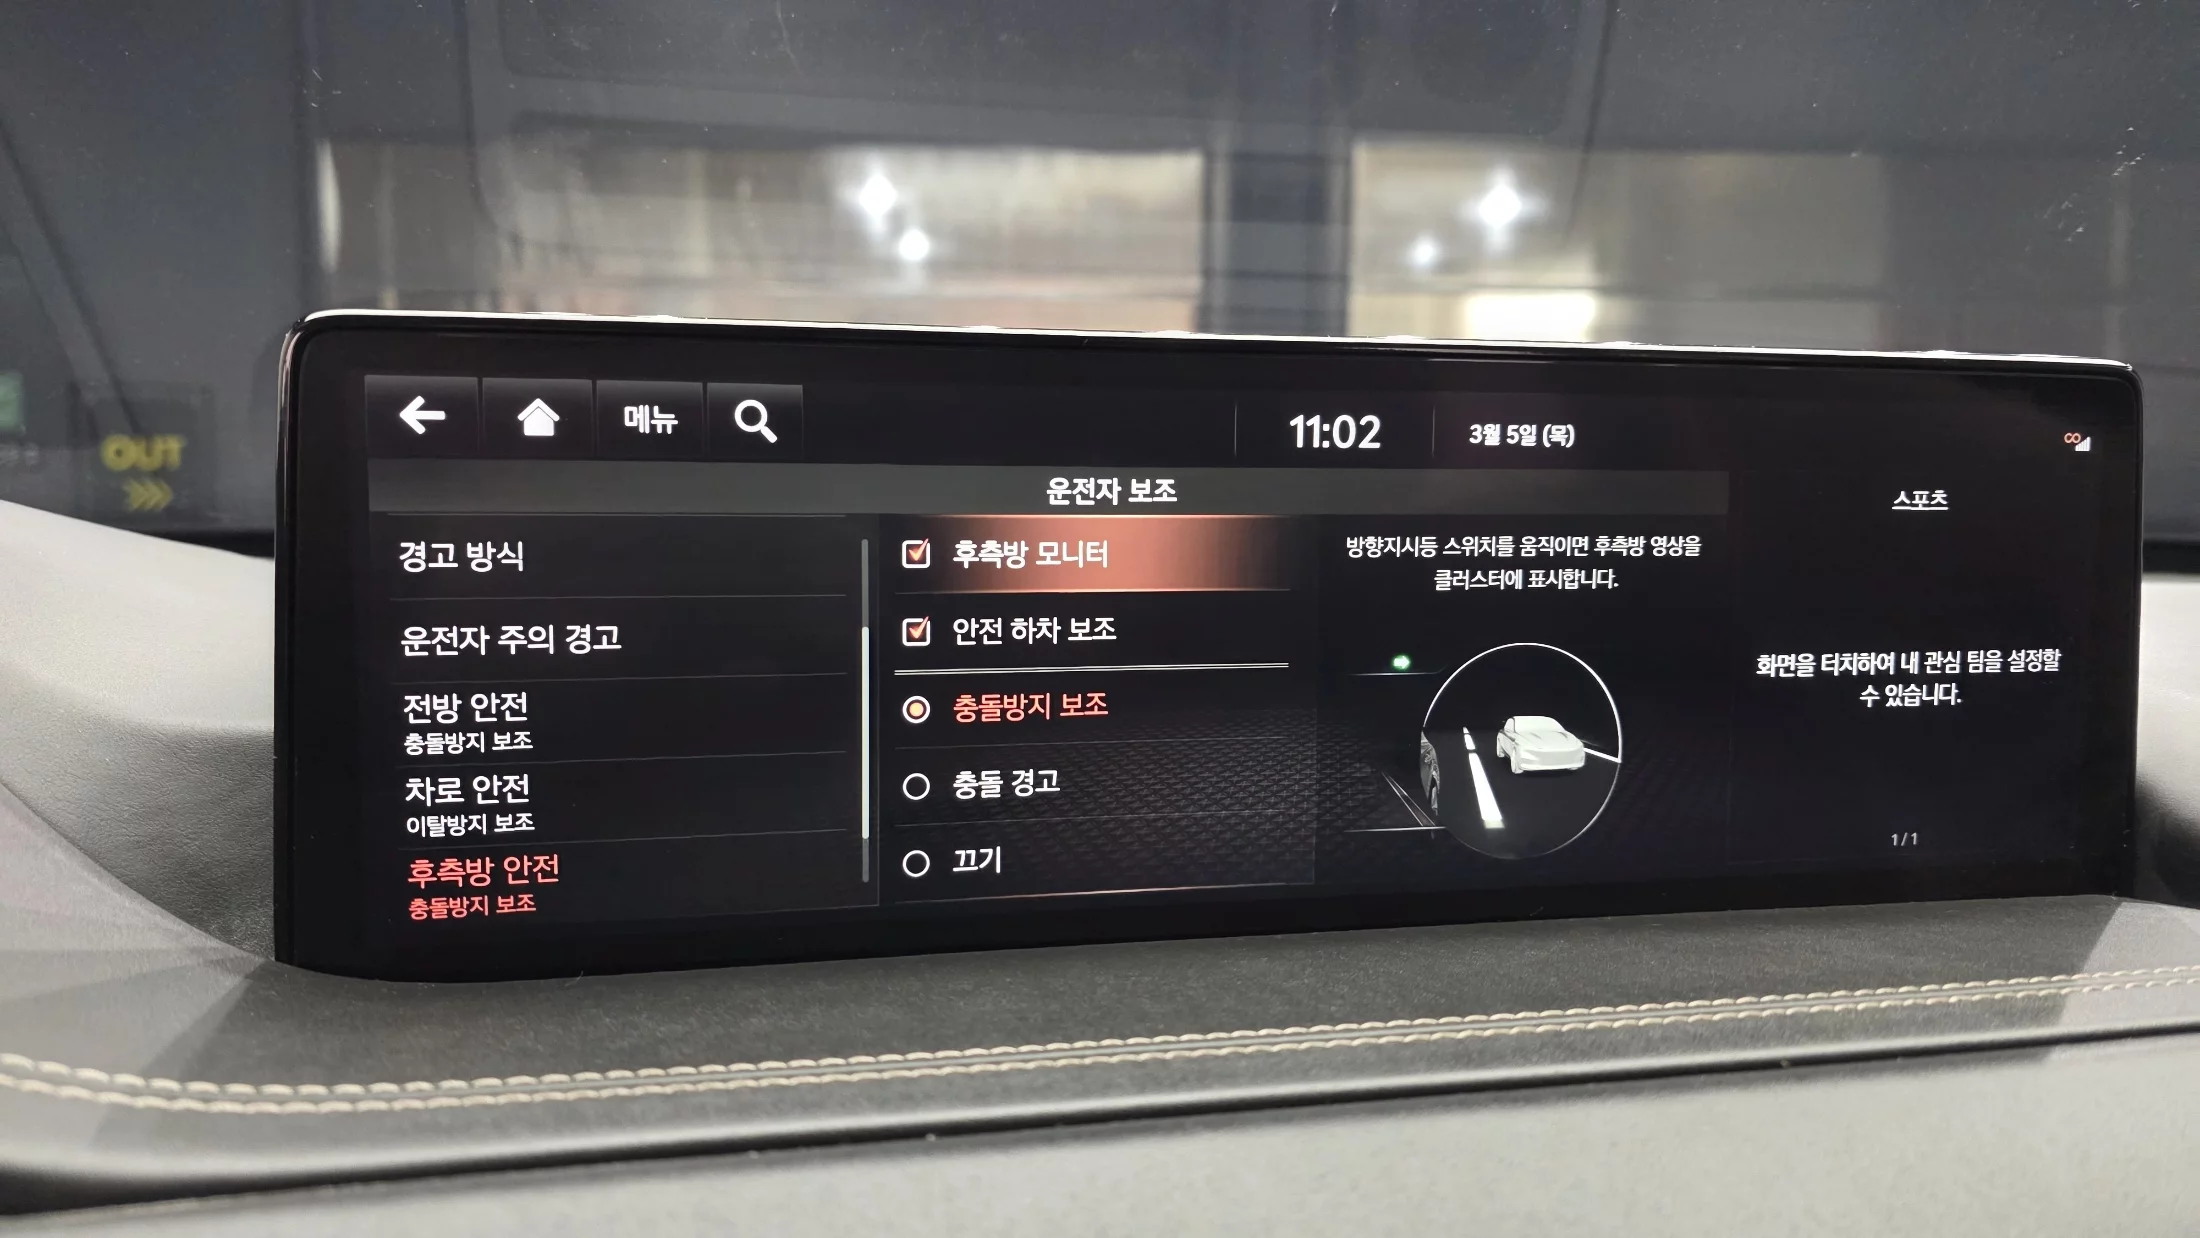 OUT
메뉴
11:02
3월 5일 (목)
운전자 보조
경고 방식
운전자 주의 경고
전방 안전
충돌방지 보조
차로 안전
이탈방지 보조
후측방 안전
충돌방지 보조
후측방 모니터
안전 하차 보조
충돌방지 보조
충돌 경고
끄기
방향지시등 스위치를 움직이면 후측방 영상을
클러스터에 표시합니다.
스포츠
화면을 터치하여 내 관심 팀을 설정할
수 있습니다.
1/1